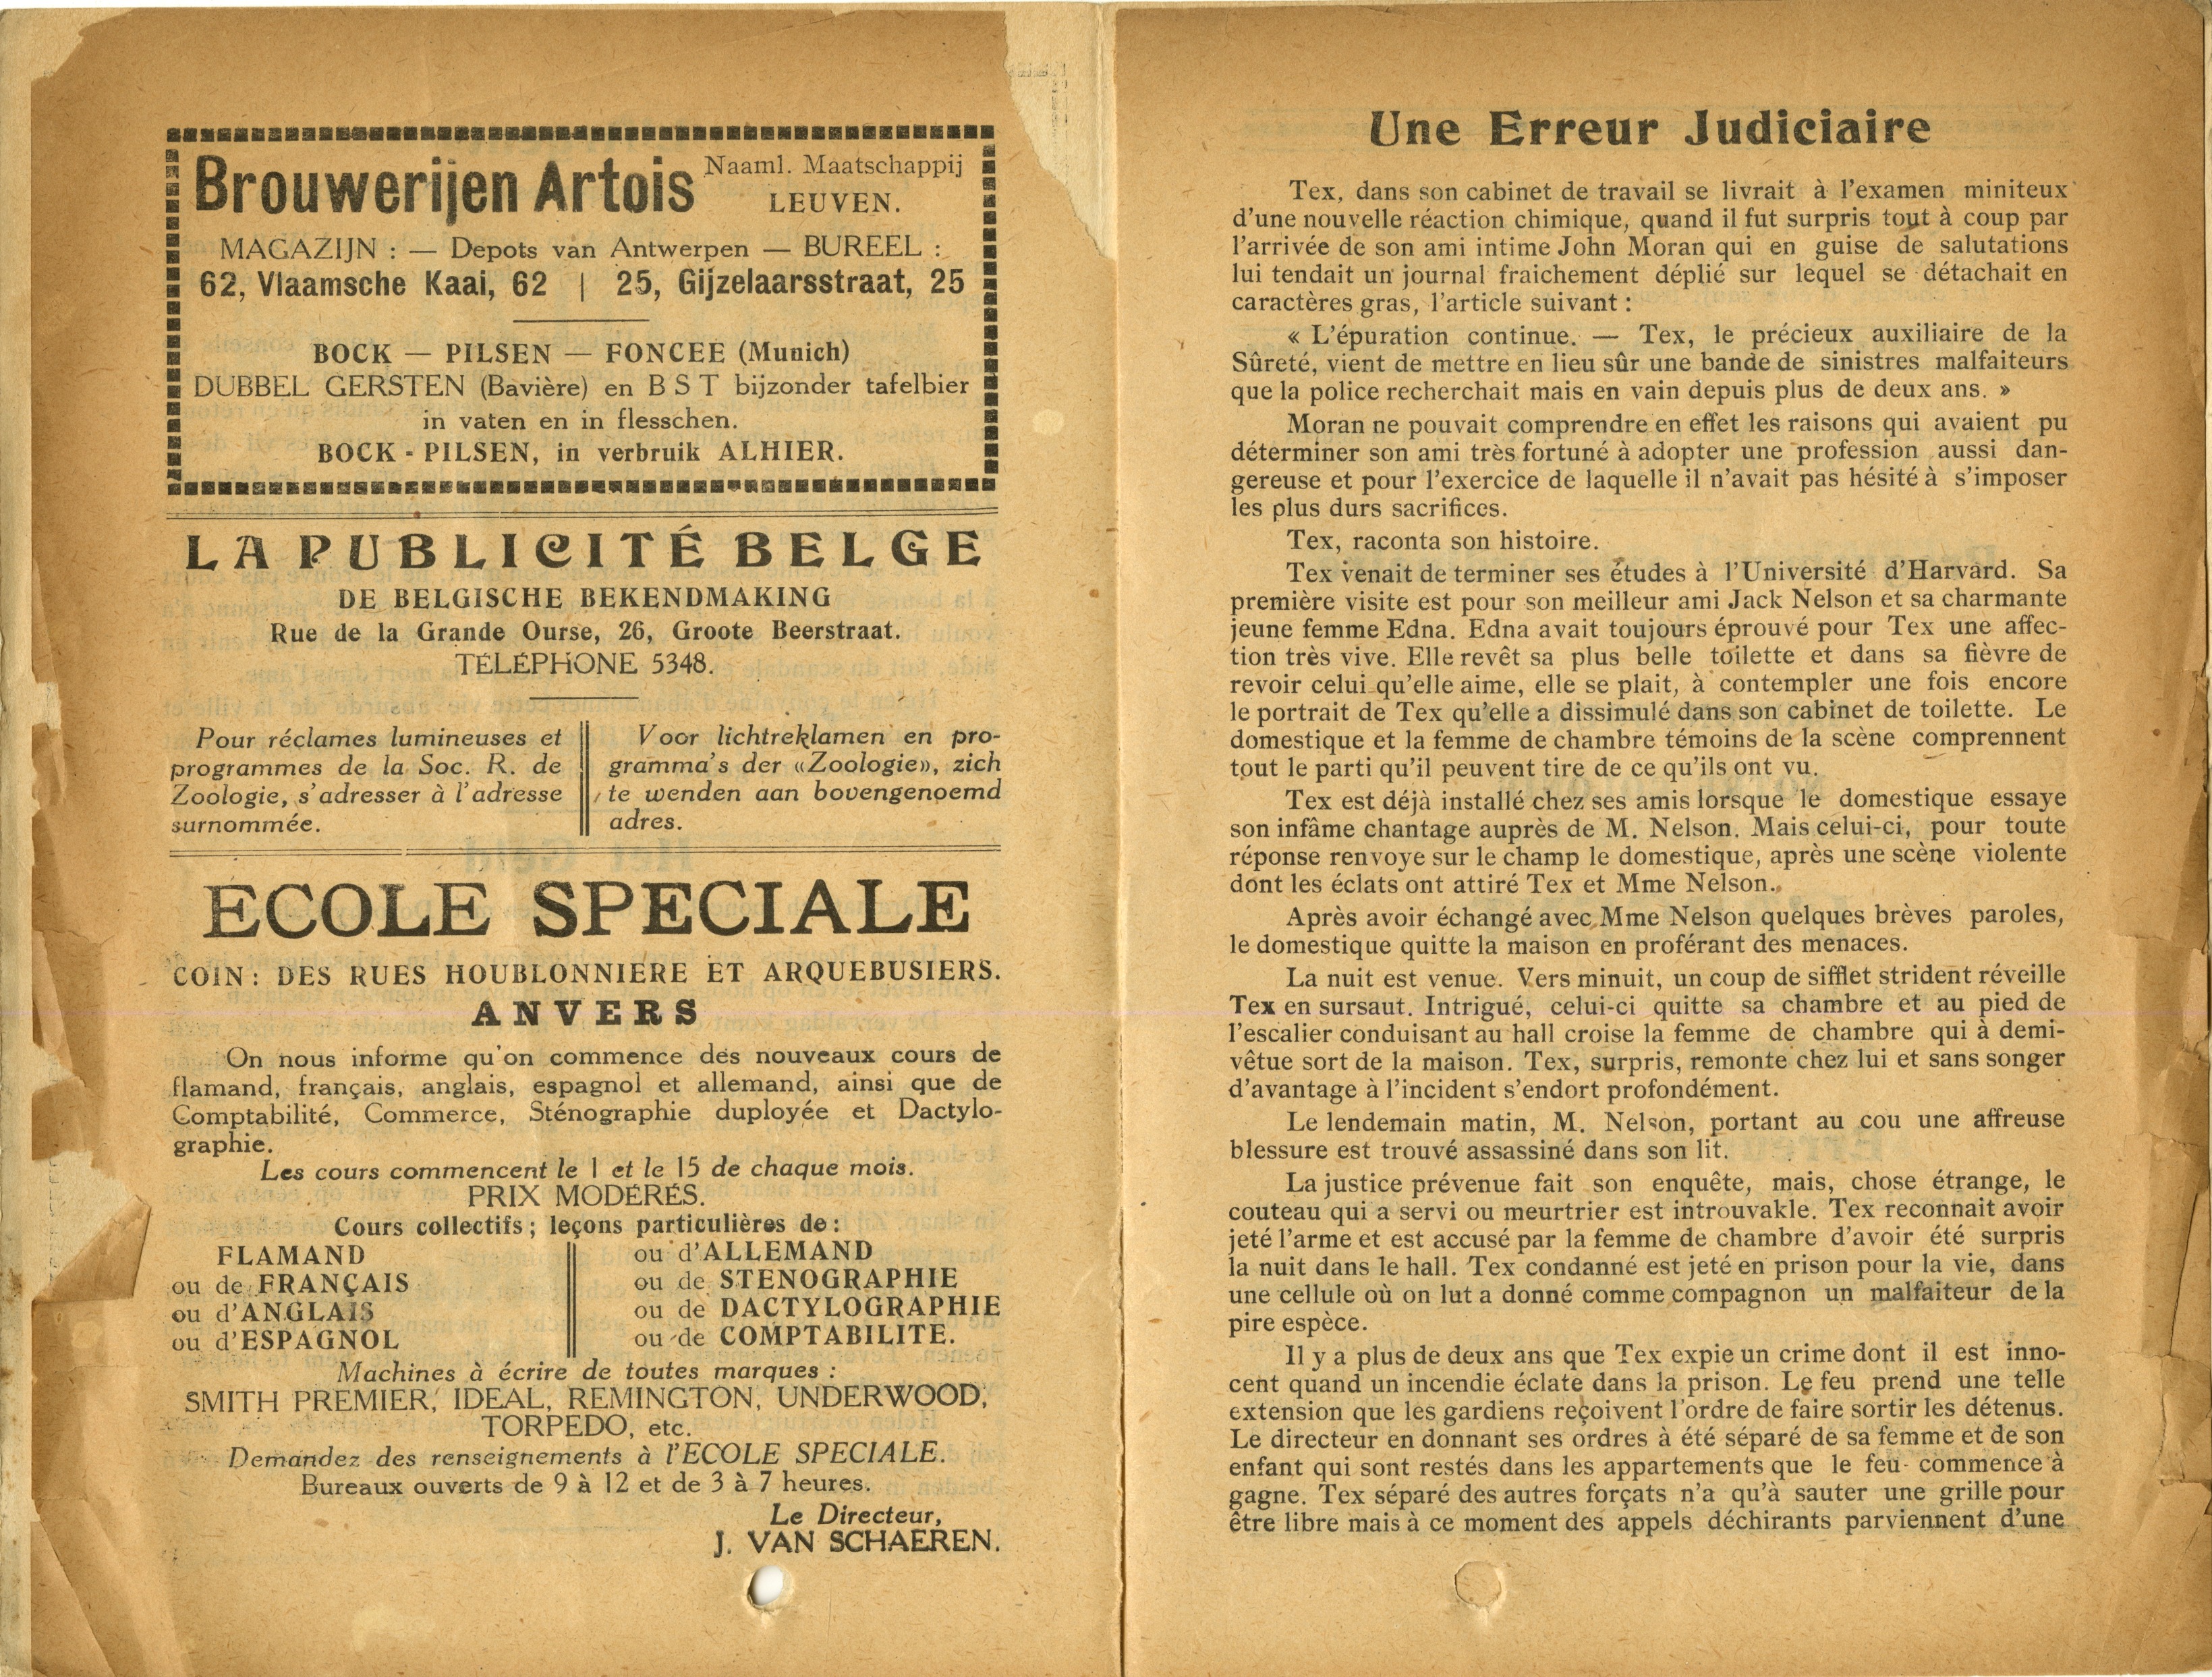 Brouwerijen Artois Naaml. Maatschappij
LEUVEN.
MAGAZIJN : — Depots van Antwerpen — BUREEL :
62, Vlaamsche Kaai, 62 | 25, Gijzelaarsstraat, 25
BOCK — PILSEN — FONCEE (Munich)
DUBBEL GERSTEN (Bavière) en B S T bijzonder tafelbier
in vaten en in flesschen.
BOCK - PILSEN, in verbruik ALHIER.
LA PUBLICITÉ BELGE
DE BELGISCHE BEKENDMAKING
Rue de la Grande Ourse, 26, Groote Beerstraat.
TÉLÉPHONE 5348.
Pour réclames lumineuses et
programmes de la Soc. R. de
Zoologie, s'adresser à l'adresse
surnommée.
Voor lichtreklamen en pro-
gramma's der «Zoologie», zich
te wenden aan bovengenoemd
adres.
ÉCOLE SPECIALE
COIN : DES RUES HOUBLONNIERE ET ARQUEBUSIERS.
ANVERS
On nous informe qu'on commence des nouveaux cours de
flamand, français, anglais, espagnol et allemand, ainsi que de
Comptabilité, Commerce, Sténographie duployée et Dactylo-
graphie.
Les cours commencent le 1 et le 15 de chaque mois.
PRIX MODÉRÉS.
Cours collectifs ; leçons particulières de :
FLAMAND
ou de FRANÇAIS
ou d'ANGLAIS
ou d'ESPAGNOL
ou d'ALLEMAND
ou de STENOGRAPHIE
ou de DACTYLOGRAPHIE
ou de COMPTABILITE.
Machines à écrire de toutes marques :
SMITH PREMIER, IDEAL, REMINGTON, UNDERWOOD,
TORPEDO, etc.
Demandez des renseignements à l'ECOLE SPECIALE.
Bureaux ouverts de 9 à 12 et de 3 à 7 heures.
Le Directeur,
J. VAN SCHAEREN.
Une Erreur Judiciaire
Tex, dans son cabinet de travail se livrait à l'examen miniteux
d'une nouvelle réaction chimique, quand il fut surpris tout à coup par
l'arrivée de son ami intime John Moran qui en guise de salutations
lui tendait un journal fraichement déplié sur lequel se détachait en
caractères gras, l'article suivant :
« L'épuration continue. — Tex, le précieux auxiliaire de la
Sûreté, vient de mettre en lieu sûr une bande de sinistres malfaiteurs
que la police recherchait mais en vain depuis plus de deux ans. »
Moran ne pouvait comprendre en effet les raisons qui avaient pu
déterminer son ami très fortuné à adopter une profession aussi dan-
gereuse et pour l'exercice de laquelle il n'avait pas hésité à s'imposer
les plus durs sacrifices.
Tex, raconta son histoire.
Tex venait de terminer ses études à l'Université d'Harvard. Sa
première visite est pour son meilleur ami Jack Nelson et sa charmante
jeune femme Edna. Edna avait toujours éprouvé pour Tex une affec-
tion très vive. Elle revêt sa plus belle toilette et dans sa fièvre de
revoir celui qu'elle aime, elle se plait, à contempler une fois encore
le portrait de Tex qu'elle a dissimulé dans son cabinet de toilette. Le
domestique et la femme de chambre témoins de la scène comprennent
tout le parti qu'il peuvent tire de ce qu'ils ont vu.
Tex est déjà installé chez ses amis lorsque le domestique essaye
son infâme chantage auprès de M. Nelson. Mais celui-ci, pour toute
réponse renvoye sur le champ le domestique, après une scène violente
dont les éclats ont attiré Tex et Mme Nelson.
Après avoir échangé avec Mme Nelson quelques brèves paroles,
le domestique quitte la maison en proférant des menaces.
La nuit est venue. Vers minuit, un coup de sifflet strident réveille
Tex en sursaut. Intrigué, celui-ci quitte sa chambre et au pied de
l'escalier conduisant au hall croise la femme de chambre qui à demi-
vêtue sort de la maison. Tex, surpris, remonte chez lui et sans songer
d'avantage à l'incident s'endort profondément.
Le lendemain matin, M. Nelson, portant au cou une affreuse
blessure est trouvé assassiné dans son lit.
La justice prévenue fait son enquête, mais, chose étrange, le
couteau qui a servi ou meurtrier est introuvakle. Tex reconnait avoir
jeté l'arme et est accusé par la femme de chambre d'avoir été surpris
la nuit dans le hall. Tex condanné est jeté en prison pour la vie, dans
une cellule où on lut a donné comme compagnon un malfaiteur de la
pire espèce.
Il y a plus de deux ans que Tex expie un crime dont il est inno-
cent quand un incendie éclate dans la prison. Le feu prend une telle
extension que les gardiens reçoivent l'ordre de faire sortir les détenus.
Le directeur en donnant ses ordres à été séparé de sa femme et de son
enfant qui sont restés dans les appartements que le feu commence à
gagne. Tex séparé des autres forçats n'a qu'à sauter une grille pour
être libre mais à ce moment des appels déchirants parviennent d'une